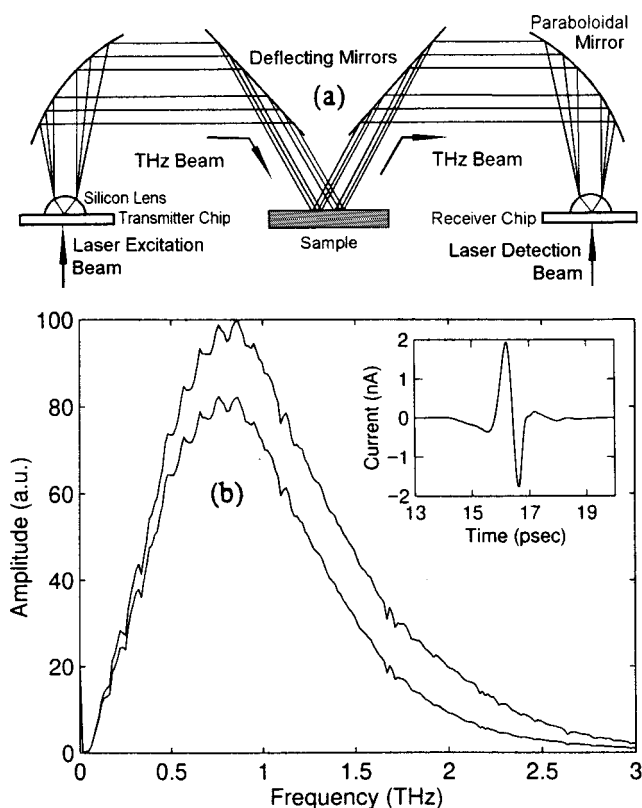 Paraboloidal
Mirror
Deflecting Mirrors
(a)
THz Beam
THz Beam
Silicon Lens
Transmitter Chip
Sample
Receiver Chip
Laser Excitation
Beam
Laser Detection
Beam
100
80
60
40
20
0
Amplitude (a.u.)
(b)
2
1
0
−1
−2
Current (nA)
13
15
17
19
Time (psec)
0
0.5
1
1.5
2
2.5
3
Frequency (THz)